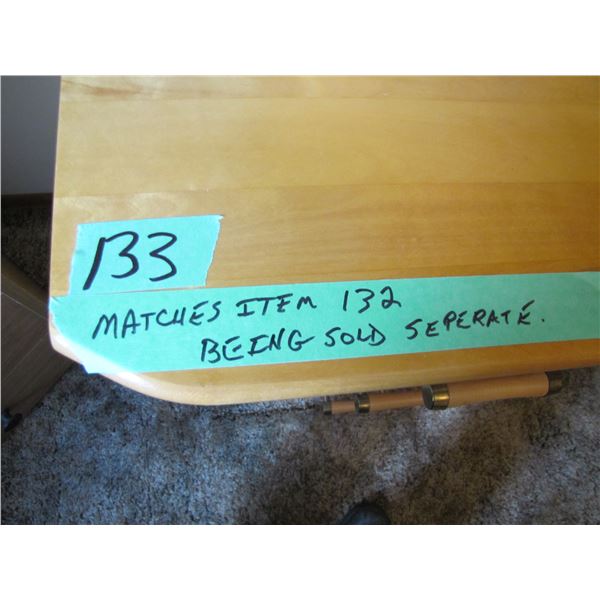 133
MATCHES ITEM 132
BEING SOLD SEPERATE.